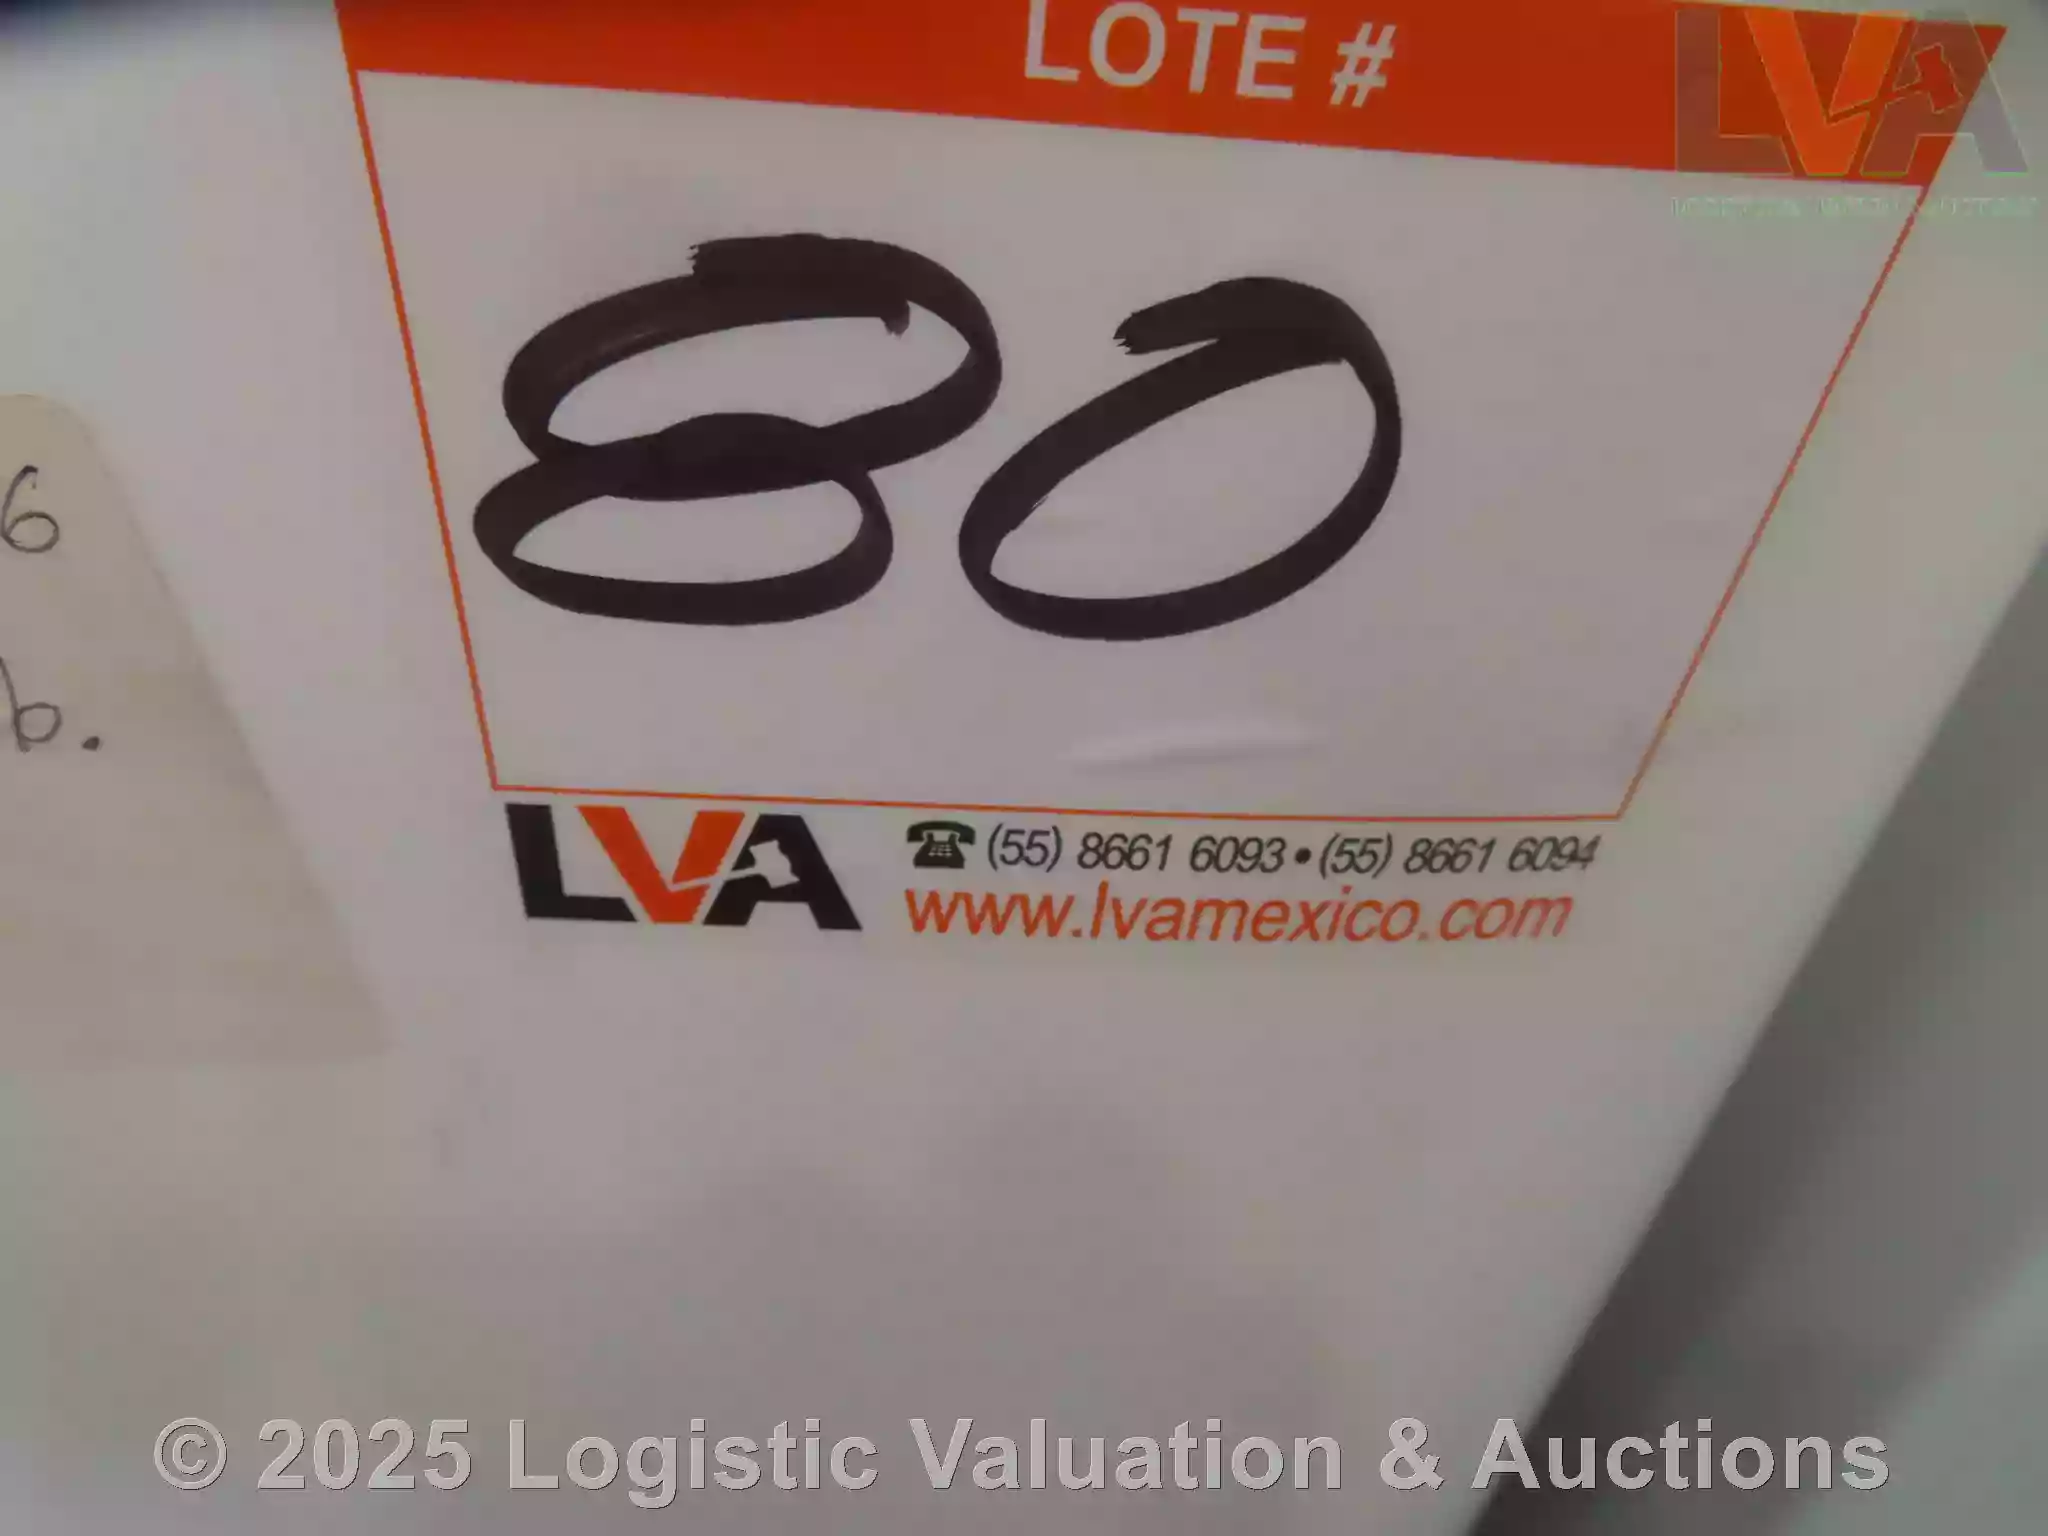 LOTE #
LVA
80
6
b.
LVA
(55) 8661 6093 • (55) 8661 6094
www.lvamexico.com
© 2025 Logistic Valuation & Auctions